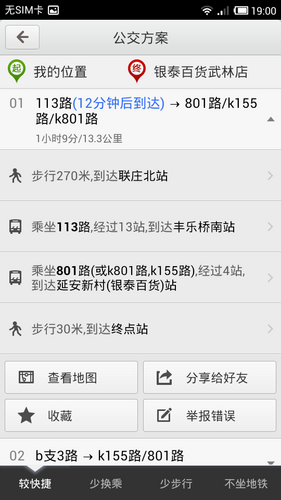 无SIM卡 19:00
公交方案
起 我的位置 终 银泰百货武林店
01 113路(12分钟后到达) → 801路/k155
路/k801路
1小时9分/13.3公里
步行270米,到达联庄北站
乘坐113路,经过13站,到达丰乐桥南站
乘坐801路(或k801路,k155路),经过4站,
到达延安新村(银泰百货)站
步行30米,到达终点站
查看地图 分享给好友
收藏 举报错误
02 b支3路 → k155路/801路
较快捷 少换乘 少步行 不坐地铁